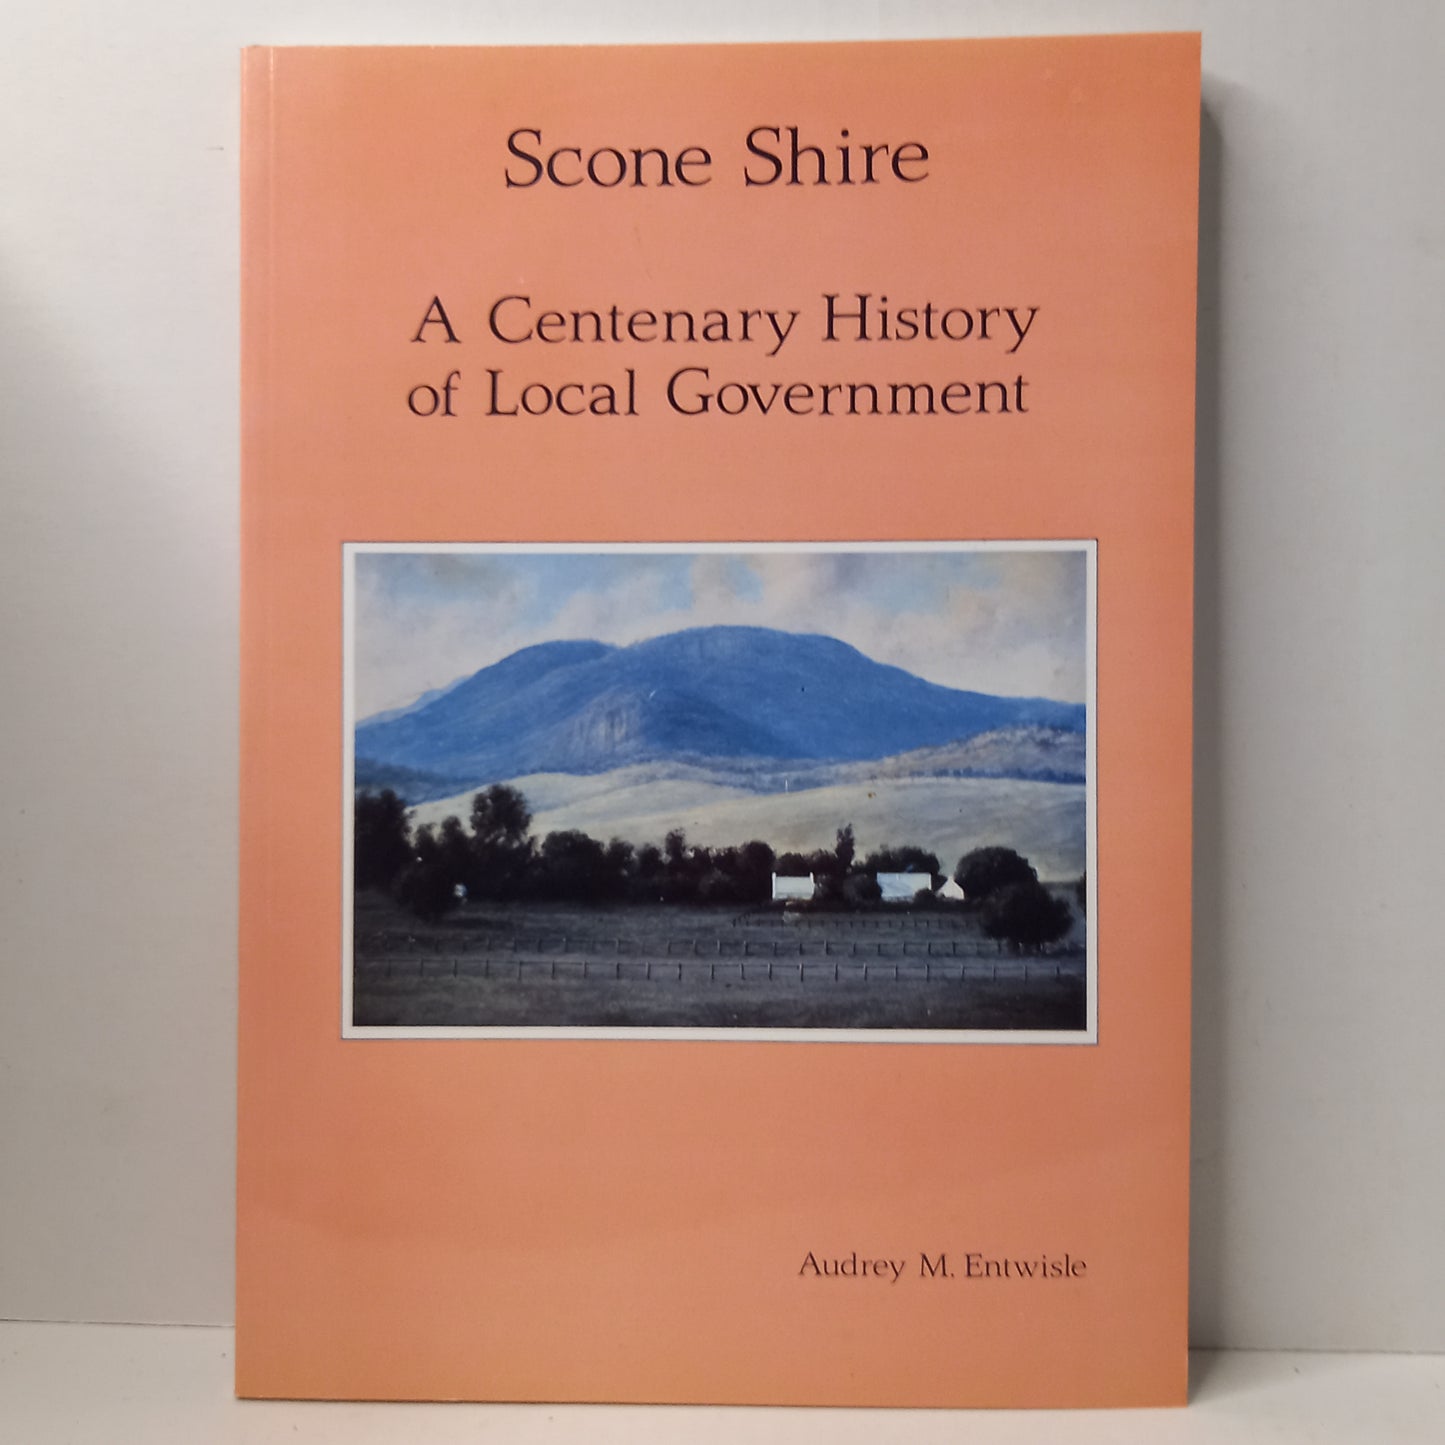 Scone Shire
A Centenary History
of Local Government
Audrey M. Entwisle